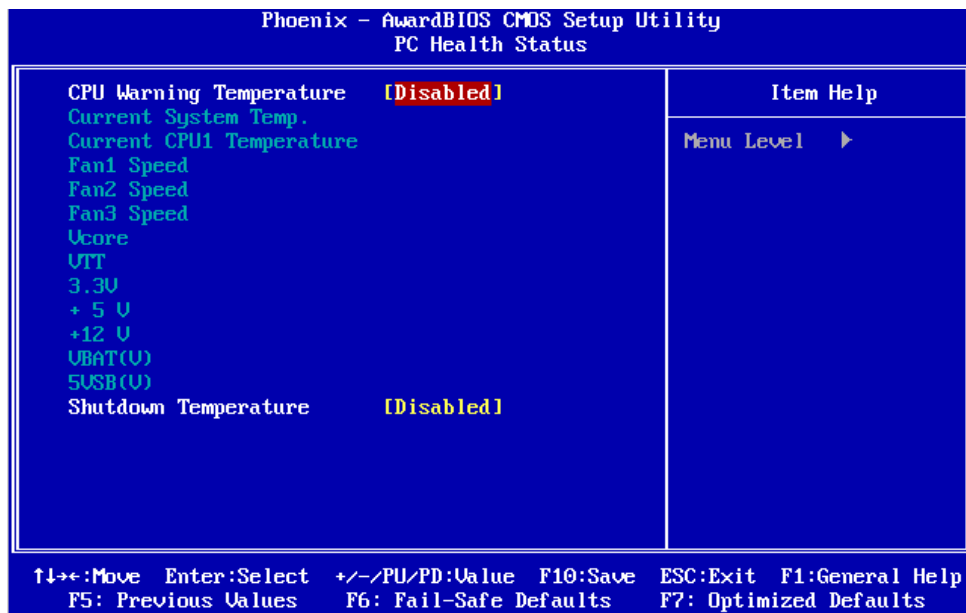 Phoenix - AwardBIOS CMOS Setup Utility
PC Health Status
CPU Warning Temperature [Disabled]
Current System Temp.
Current CPU1 Temperature
Fan1 Speed
Fan2 Speed
Fan3 Speed
Vcore
VTT
3.3V
+ 5 V
+12 V
VBAT(V)
5VSB(V)
Shutdown Temperature [Disabled]
Item Help
Menu Level ▶
↑↓→←:Move Enter:Select +/-/PU/PD:Value F10:Save ESC:Exit F1:General Help
F5: Previous Values F6: Fail-Safe Defaults F7: Optimized Defaults